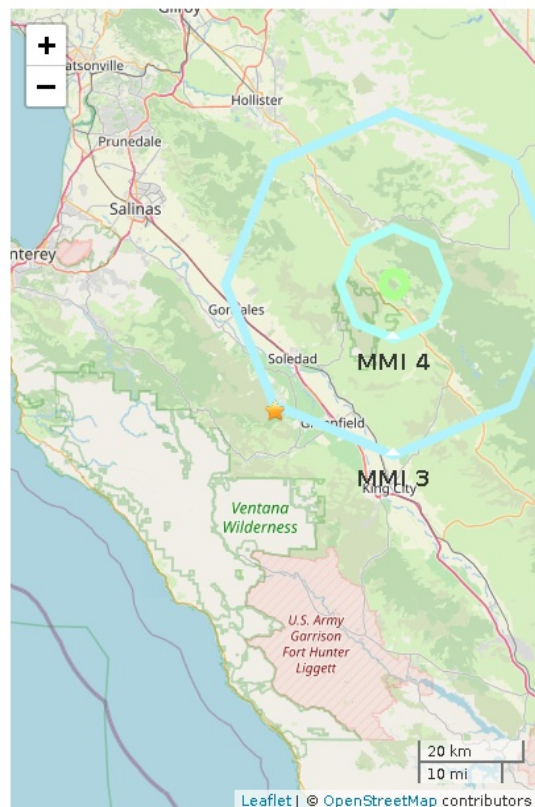 Gilroy
+
atsonville
−
Hollister
Prunedale
Salinas
nterey
Gonzales
MMI 4
Soledad
Greenfield
MMI 3
King City
Ventana
Wilderness
U.S. Army
Garrison
Fort Hunter
Liggett
20 km
10 mi
Leaflet | © OpenStreetMap contributors